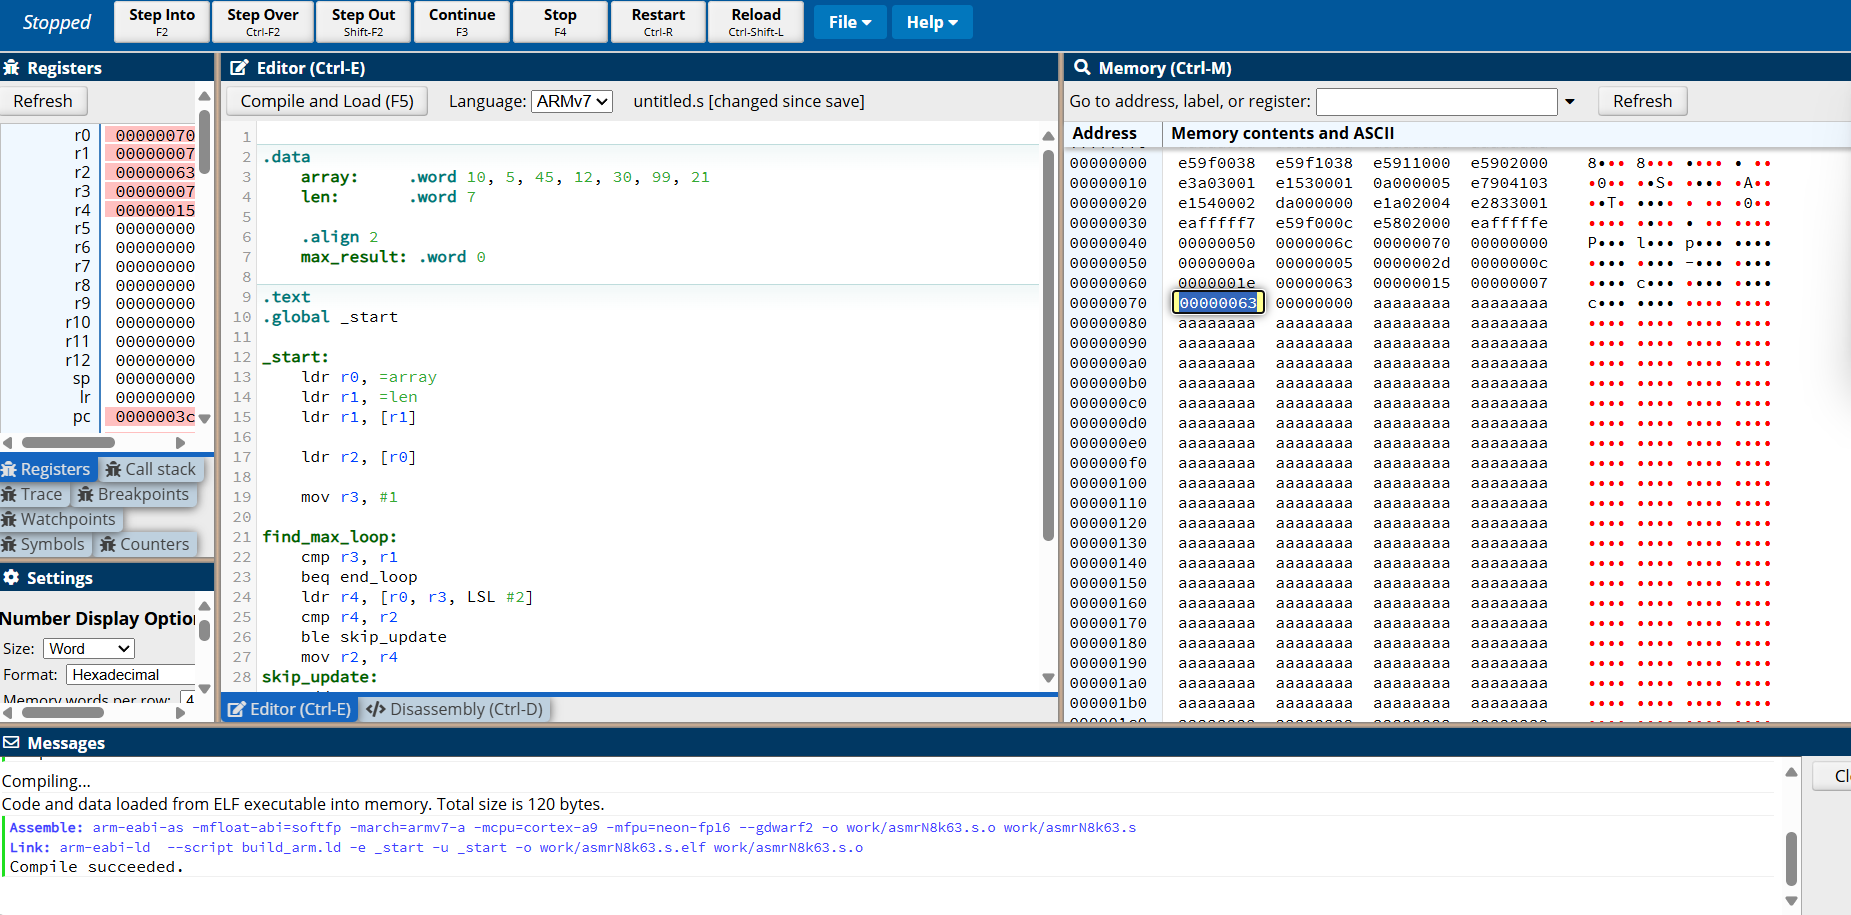 Stopped
Step Into
F2
Step Over
Ctrl-F2
Step Out
Shift-F2
Continue
F3
Stop
F4
Restart
Ctrl-R
Reload
Ctrl-Shift-L
File
Help
Registers
Refresh
r0 00000070
r1 00000007
r2 00000063
r3 00000007
r4 00000015
r5 00000000
r6 00000000
r7 00000000
r8 00000000
r9 00000000
r10 00000000
r11 00000000
r12 00000000
sp 00000000
lr 00000000
pc 0000003c
Registers Call stack
Trace Breakpoints
Watchpoints
Symbols Counters
Settings
Number Display Optio
Size: Word
Format: Hexadecimal
Memory words per row: 4
Editor (Ctrl-E)
Compile and Load (F5) Language: ARMv7 untitled.s [changed since save]
1
2 .data
3 array: .word 10, 5, 45, 12, 30, 99, 21
4 len: .word 7
5
6 .align 2
7 max_result: .word 0
8
9 .text
10 .global _start
11
12 _start:
13 ldr r0, =array
14 ldr r1, =len
15 ldr r1, [r1]
16
17 ldr r2, [r0]
18
19 mov r3, #1
20
21 find_max_loop:
22 cmp r3, r1
23 beq end_loop
24 ldr r4, [r0, r3, LSL #2]
25 cmp r4, r2
26 ble skip_update
27 mov r2, r4
28 skip_update:
Editor (Ctrl-E) Disassembly (Ctrl-D)
Memory (Ctrl-M)
Go to address, label, or register: Refresh
Address Memory contents and ASCII
00000000 e59f0038 e59f1038 e5911000 e5902000 8••• 8••• •••• • ••
00000010 e3a03001 e1530001 0a000005 e7904103 •0•• ••S• •••• •A••
00000020 e1540002 da000000 e1a02004 e2833001 ••T• •••• • •• •0••
00000030 eafffff7 e59f000c e5802000 eafffffe •••• •••• • •• ••••
00000040 00000050 0000006c 00000070 00000000 P••• l••• p••• ••••
00000050 0000000a 00000005 0000002d 0000000c •••• •••• -••• ••••
00000060 0000001e 00000063 00000015 00000007 •••• c••• •••• ••••
00000070 00000063 00000000 aaaaaaaa aaaaaaaa c••• •••• •••• ••••
00000080 aaaaaaaa aaaaaaaa aaaaaaaa aaaaaaaa •••• •••• •••• ••••
00000090 aaaaaaaa aaaaaaaa aaaaaaaa aaaaaaaa •••• •••• •••• ••••
000000a0 aaaaaaaa aaaaaaaa aaaaaaaa aaaaaaaa •••• •••• •••• ••••
000000b0 aaaaaaaa aaaaaaaa aaaaaaaa aaaaaaaa •••• •••• •••• ••••
000000c0 aaaaaaaa aaaaaaaa aaaaaaaa aaaaaaaa •••• •••• •••• ••••
000000d0 aaaaaaaa aaaaaaaa aaaaaaaa aaaaaaaa •••• •••• •••• ••••
000000e0 aaaaaaaa aaaaaaaa aaaaaaaa aaaaaaaa •••• •••• •••• ••••
000000f0 aaaaaaaa aaaaaaaa aaaaaaaa aaaaaaaa •••• •••• •••• ••••
00000100 aaaaaaaa aaaaaaaa aaaaaaaa aaaaaaaa •••• •••• •••• ••••
00000110 aaaaaaaa aaaaaaaa aaaaaaaa aaaaaaaa •••• •••• •••• ••••
00000120 aaaaaaaa aaaaaaaa aaaaaaaa aaaaaaaa •••• •••• •••• ••••
00000130 aaaaaaaa aaaaaaaa aaaaaaaa aaaaaaaa •••• •••• •••• ••••
00000140 aaaaaaaa aaaaaaaa aaaaaaaa aaaaaaaa •••• •••• •••• ••••
00000150 aaaaaaaa aaaaaaaa aaaaaaaa aaaaaaaa •••• •••• •••• ••••
00000160 aaaaaaaa aaaaaaaa aaaaaaaa aaaaaaaa •••• •••• •••• ••••
00000170 aaaaaaaa aaaaaaaa aaaaaaaa aaaaaaaa •••• •••• •••• ••••
00000180 aaaaaaaa aaaaaaaa aaaaaaaa aaaaaaaa •••• •••• •••• ••••
00000190 aaaaaaaa aaaaaaaa aaaaaaaa aaaaaaaa •••• •••• •••• ••••
000001a0 aaaaaaaa aaaaaaaa aaaaaaaa aaaaaaaa •••• •••• •••• ••••
000001b0 aaaaaaaa aaaaaaaa aaaaaaaa aaaaaaaa •••• •••• •••• ••••
Messages
Compiling...
Code and data loaded from ELF executable into memory. Total size is 120 bytes.
Assemble: arm-eabi-as -mfloat-abi=softfp -march=armv7-a -mcpu=cortex-a9 -mfpu=neon-fp16 --gdwarf2 -o work/asmrN8k63.s.o work/asmrN8k63.s
Link: arm-eabi-ld --script build_arm.ld -e _start -u _start -o work/asmrN8k63.s.elf work/asmrN8k63.s.o
Compile succeeded.
Cl